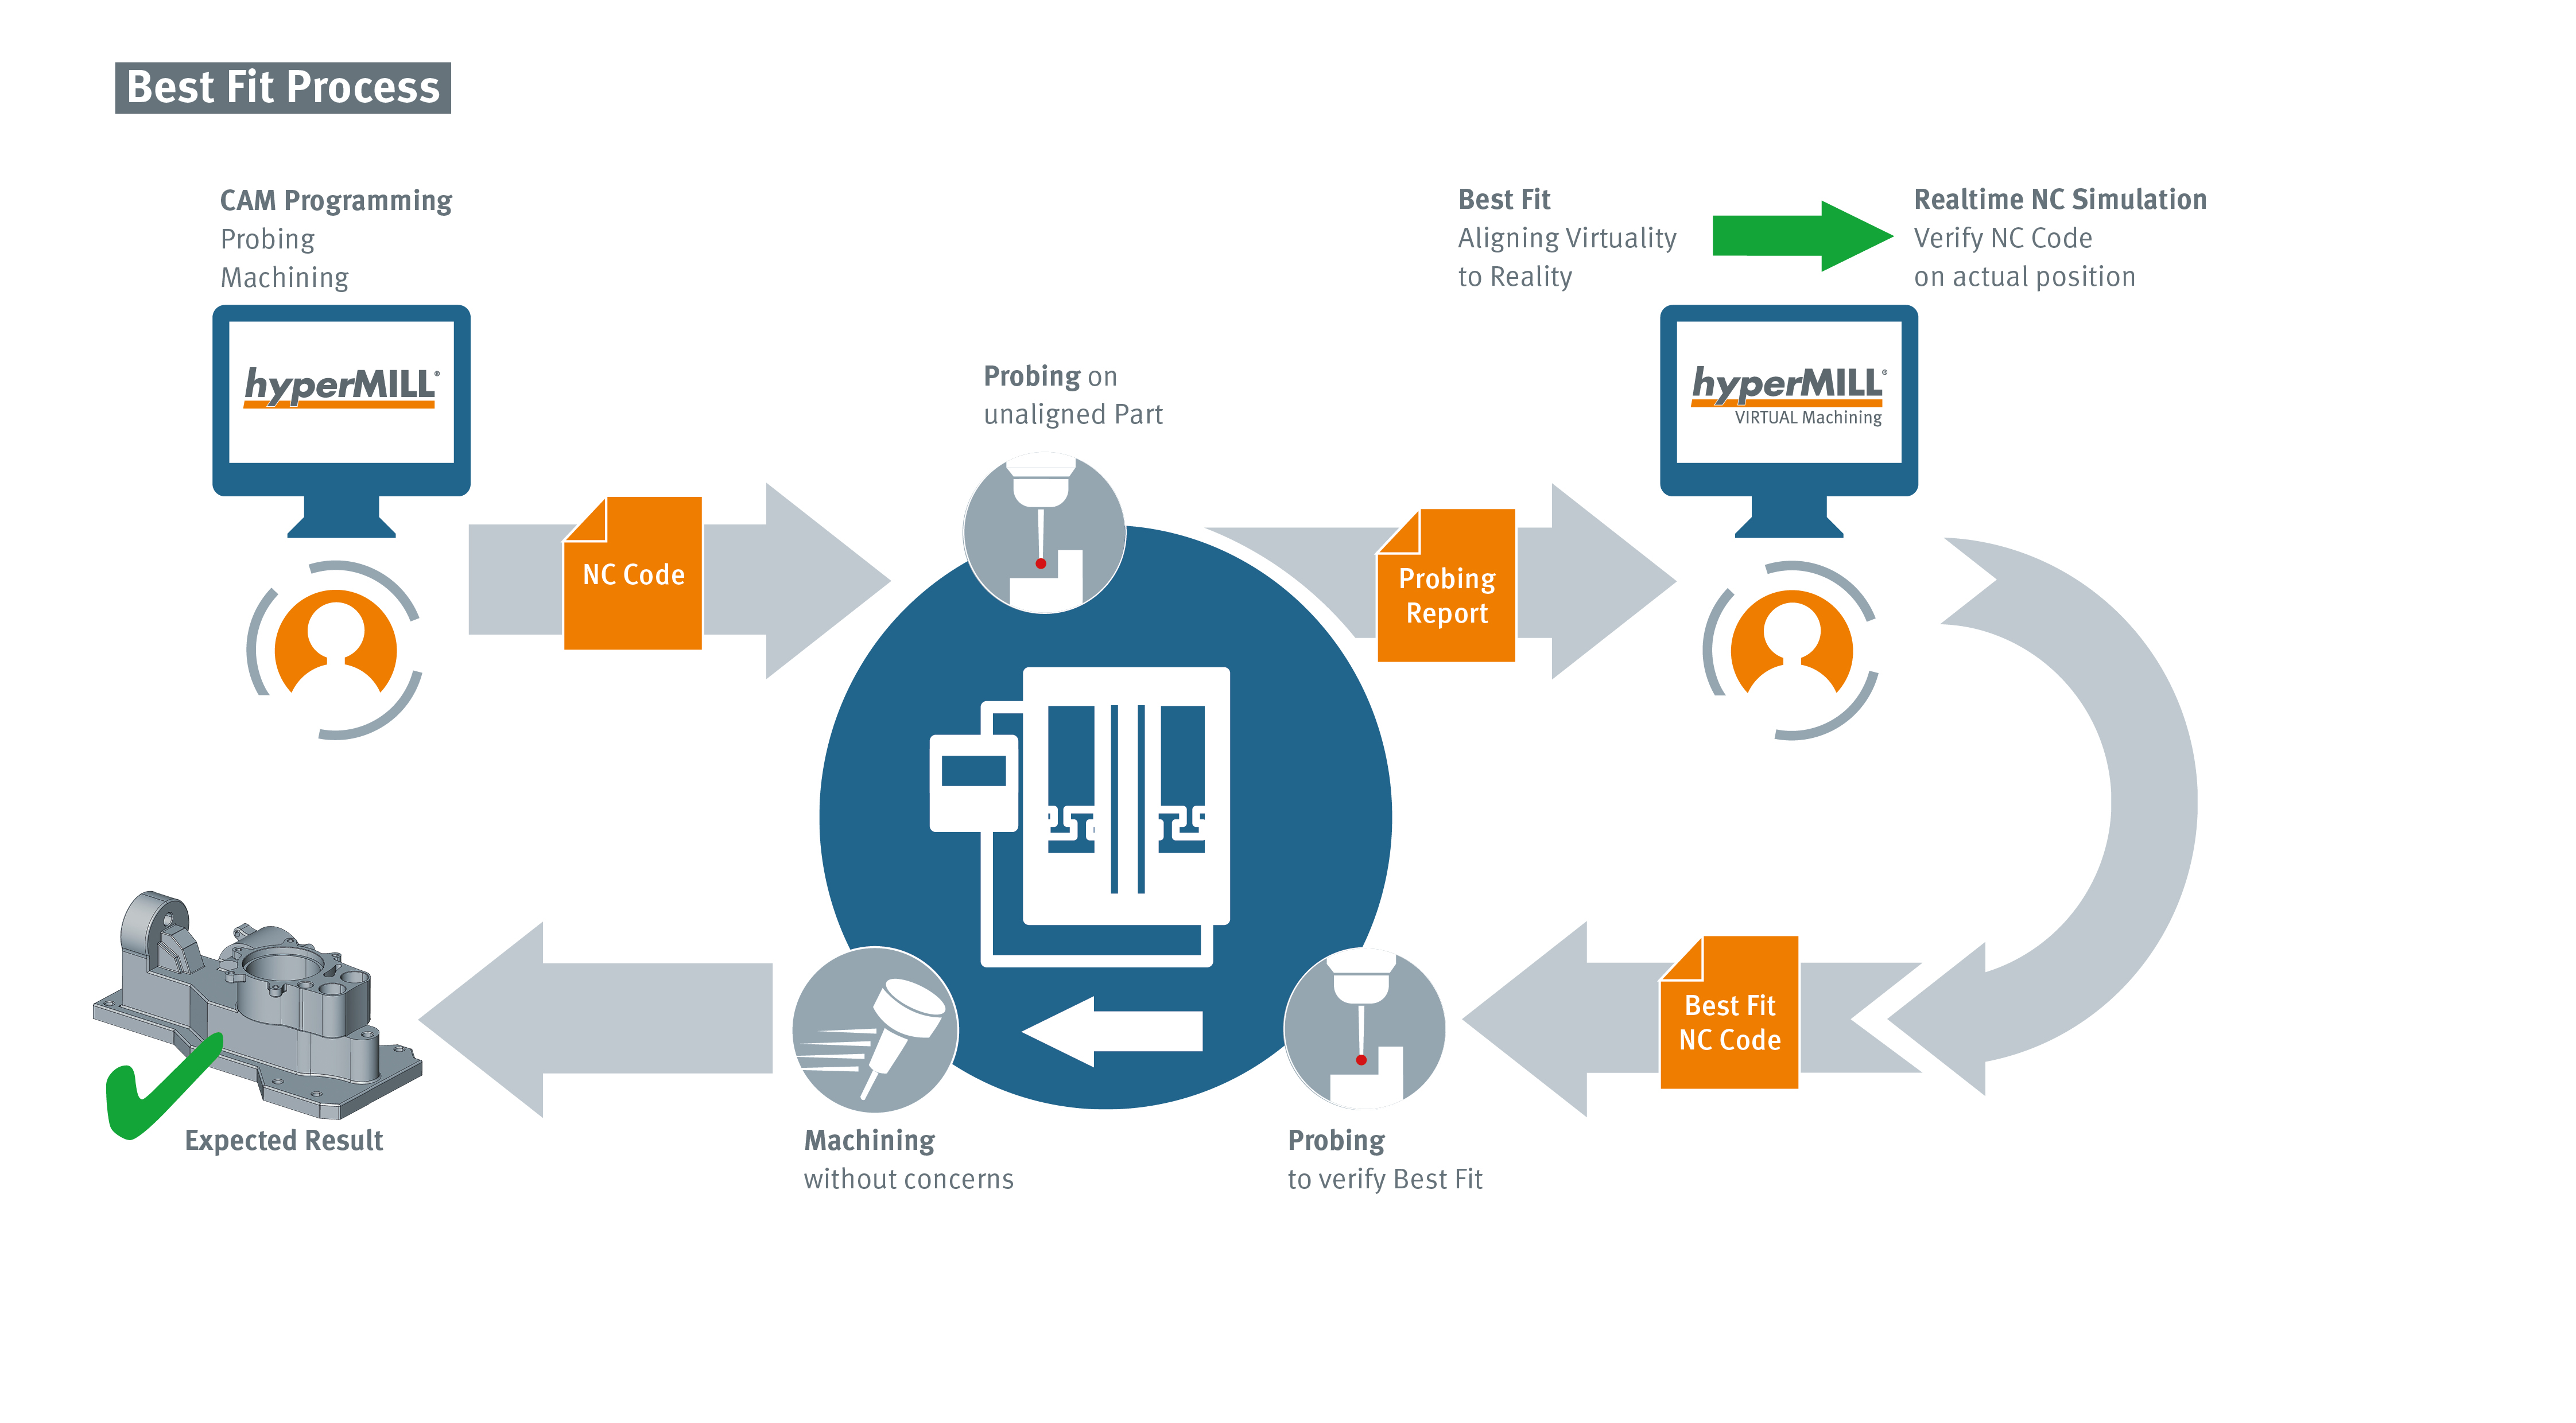 Best Fit Process
CAM Programming
Probing
Machining
hyperMILL®
NC Code
Probing on
unaligned Part
Probing
Report
Best Fit
Aligning Virtuality
to Reality
Realtime NC Simulation
Verify NC Code
on actual position
hyperMILL®
VIRTUAL Machining
Best Fit
NC Code
Probing
to verify Best Fit
Machining
without concerns
Expected Result